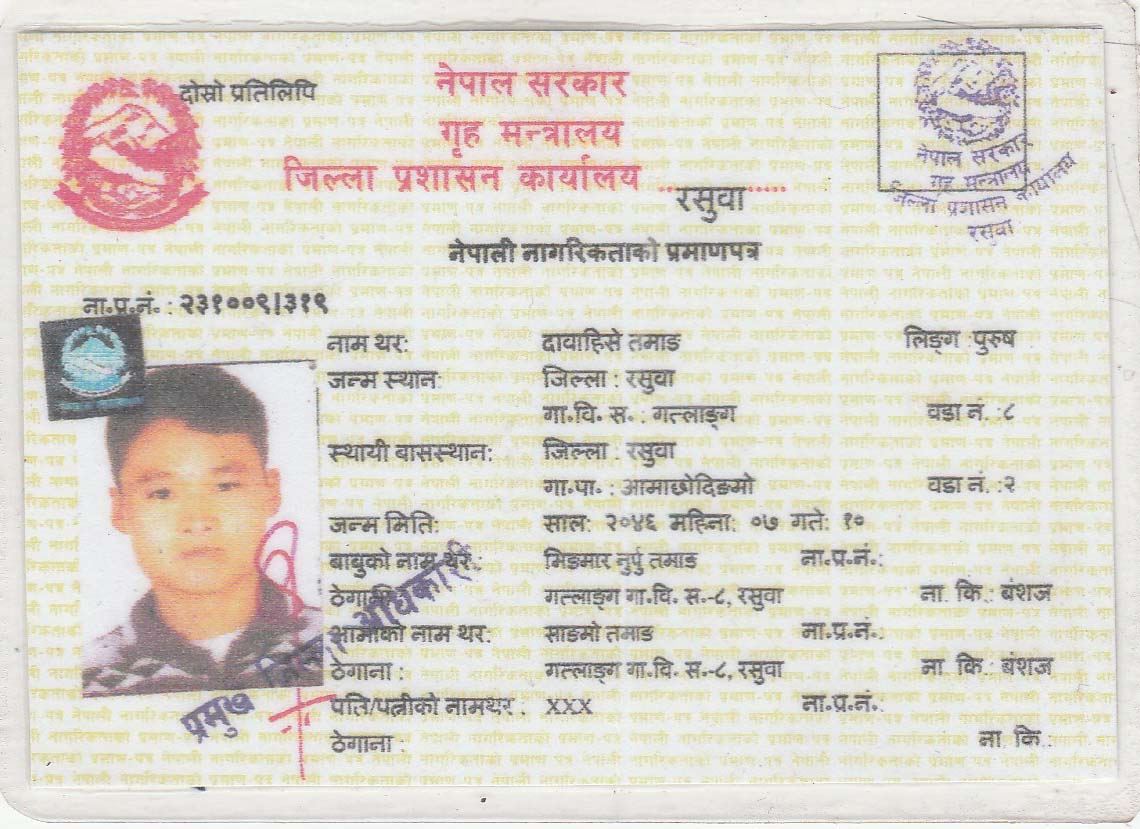 दोस्रो प्रतिलिपि
नेपाल सरकार
गृह मन्त्रालय
जिल्ला प्रशासन कार्यालय ..रसुवा.....
नेपाल सरकार
गृह मन्त्रालय
जिल्ला प्रशासन कार्यालय
रसुवा
नेपाली नागरिकताको प्रमाणपत्र
ना.प्र.नं. : २३१००९/३१९
नाम थर: दावाहिसे तमाङ लिङ्ग :पुरुष
जन्म स्थान: जिल्ला : रसुवा
गा.वि. स. : गत्लाङ्ग वडा नं. :८
स्थायी बासस्थान: जिल्ला : रसुवा
गा.पा. : आमाछोदिङमो वडा नं. :२
जन्म मिति: साल: २०४६ महिना: ०७ गते: १०
बाबुको नाम थर : मिङमार नुर्पु तमाङ ना.प्र.नं.:
ठेगाना गत्लाङ्ग गा.वि. स.-८, रसुवा ना. कि.: बंशज
आमाको नाम थर: साङमो तमाङ ना.प्र.नं.:
ठेगाना : गत्लाङ्ग गा.वि. स.-८, रसुवा ना कि: बंशज
पति/पत्नीको नामथर : xxx ना.प्र.नं.:
ठेगाना : ना. कि.:
प्रमुख जिल्ला अधिकारी